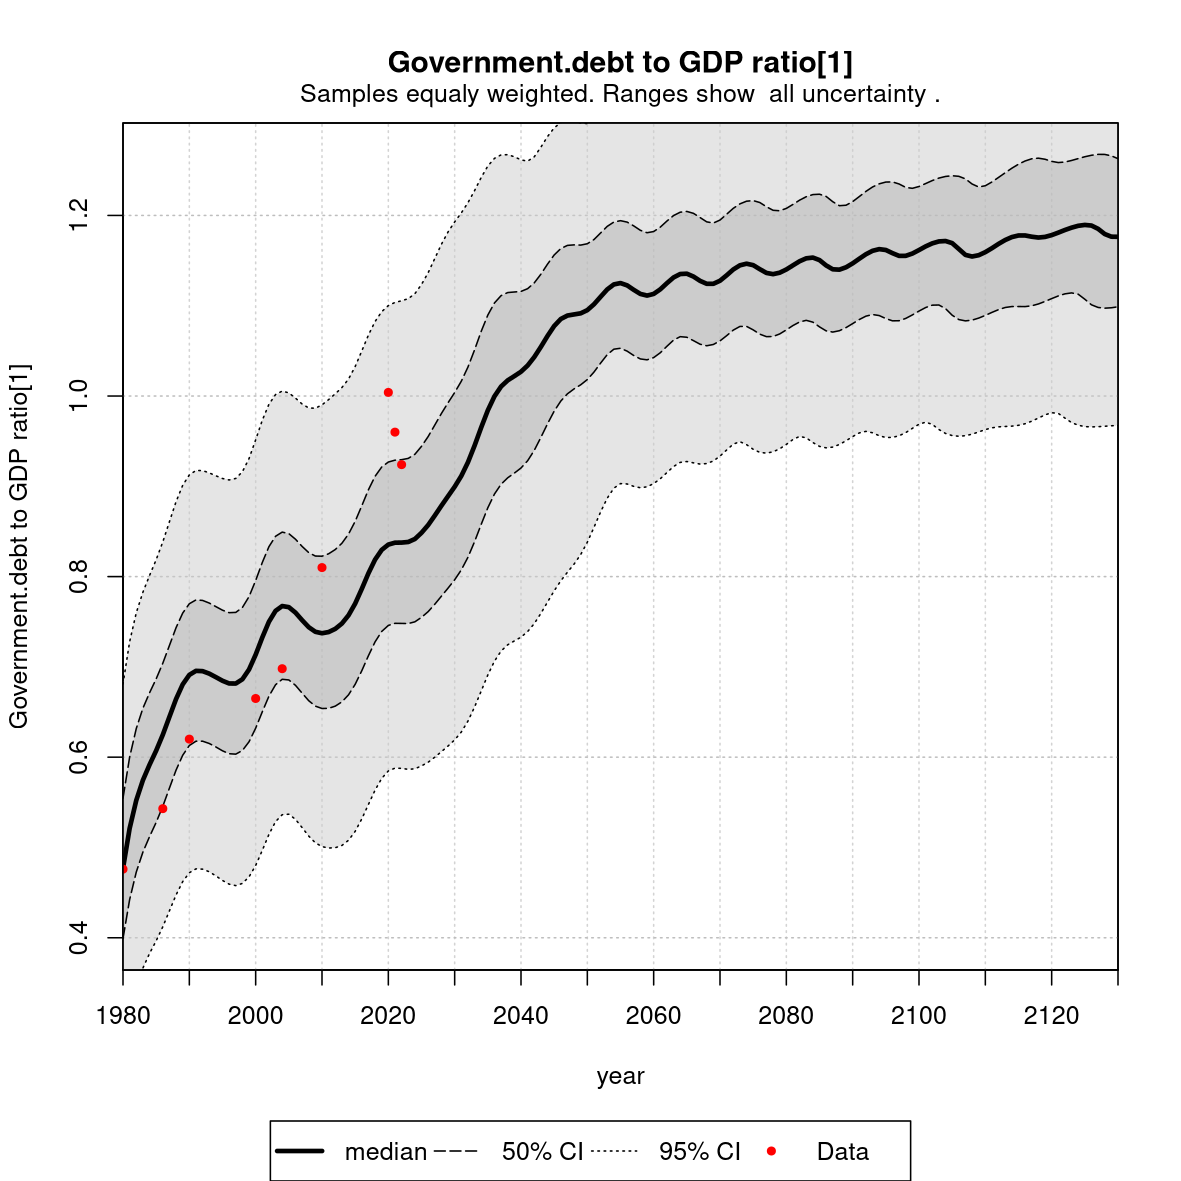 Government.debt to GDP ratio[1]
Samples equaly weighted. Ranges show  all uncertainty .
Government.debt to GDP ratio[1]
1.2
1.0
0.8
0.6
0.4
1980 2000 2020 2040 2060 2080 2100 2120
year
median 50% CI 95% CI Data